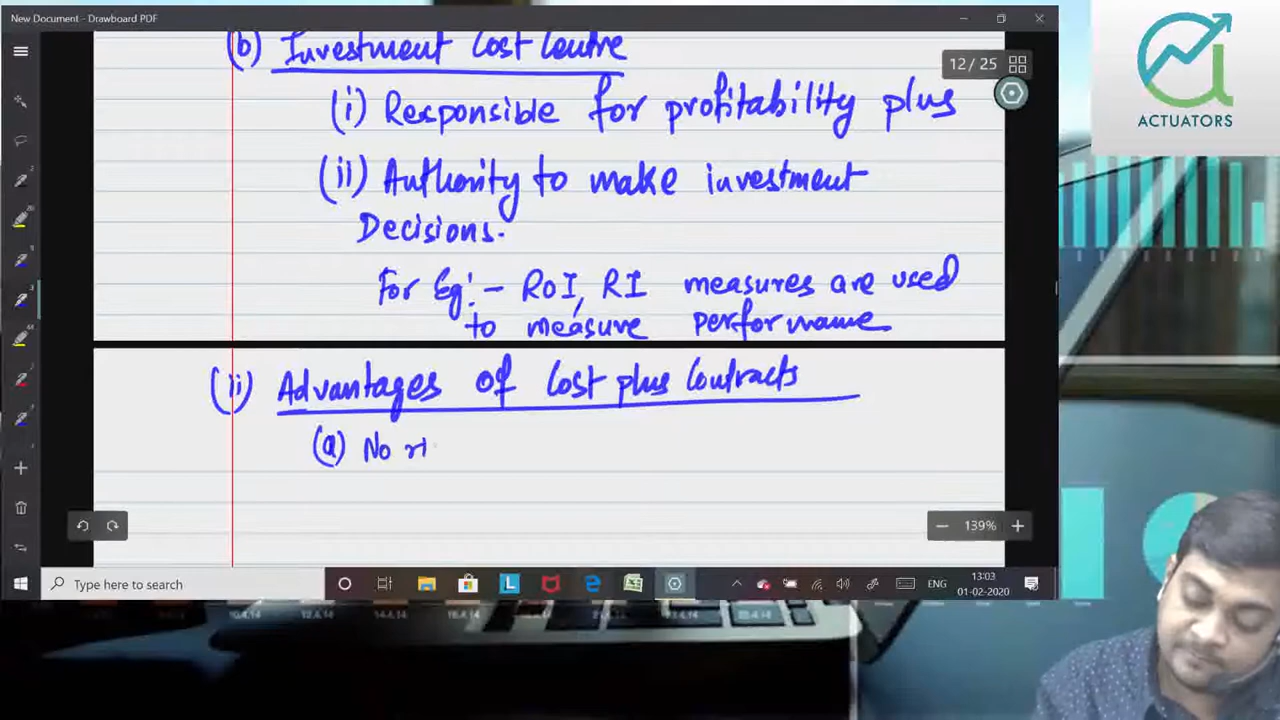 New Document - Drawboard PDF
(b) Investment Cost Centre
12 / 25
(i) Responsible for profitability plus
ACTUATORS
(ii) Authority to make investment
Decisions.
For Eg:- ROI, RI measures are used
to measure performance
(ii) Advantages of Cost plus Contracts
(a) No
139%
Type here to search
ENG
13:03
01-02-2020